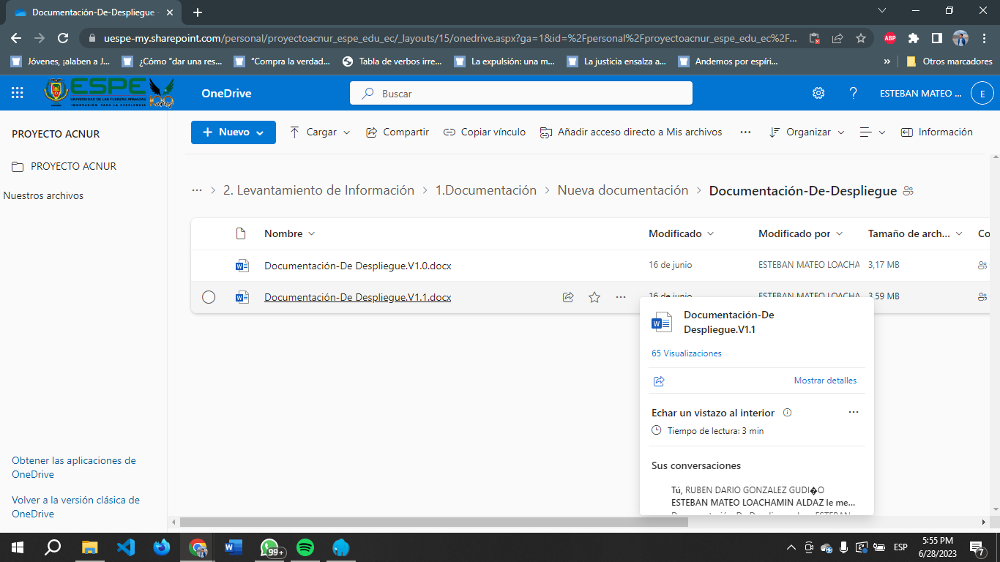 Documentación-De-Despliegue -
uespe-my.sharepoint.com/personal/proyectoacnur_espe_edu_ec/_layouts/15/onedrive.aspx?ga=1&id=%2Fpersonal%2Fproyectoacnur_espe_edu_ec%2F...
ABP
Jóvenes, ¡alaben a J...
¿Cómo “dar una res...
“Compra la verdad...
Tabla de verbos irre...
La expulsión: una m...
La justicia ensalza a...
Andemos por espíri...
»
Otros marcadores
ESPE
UNIVERSIDAD DE LAS FUERZAS ARMADAS
INNOVACIÓN PARA LA EXCELENCIA
OneDrive
Buscar
?
ESTEBAN MATEO ...
E
PROYECTO ACNUR
PROYECTO ACNUR
Nuestros archivos
Obtener las aplicaciones de
OneDrive
Volver a la versión clásica de
OneDrive
+ Nuevo
Cargar
Compartir
Copiar vínculo
Añadir acceso directo a Mis archivos
...
Organizar
Información
... > 2. Levantamiento de Información > 1.Documentación > Nueva documentación > Documentación-De-Despliegue
Nombre Modificado Modificado por Tamaño de arch... Co
Documentación-De Despliegue.V1.0.docx 16 de junio ESTEBAN MATEO LOACHA 3,17 MB
Documentación-De Despliegue.V1.1.docx ... 16 de junio ESTEBAN MATEO LOACHA 3,59 MB
Documentación-De
Despliegue.V1.1
65 Visualizaciones
Mostrar detalles
Echar un vistazo al interior ...
Tiempo de lectura: 3 min
Sus conversaciones
Tú, RUBEN DARIO GONZALEZ GUDI�O
ESTEBAN MATEO LOACHAMIN ALDAZ le me...
99+
ESP
5:55 PM
6/28/2023
7